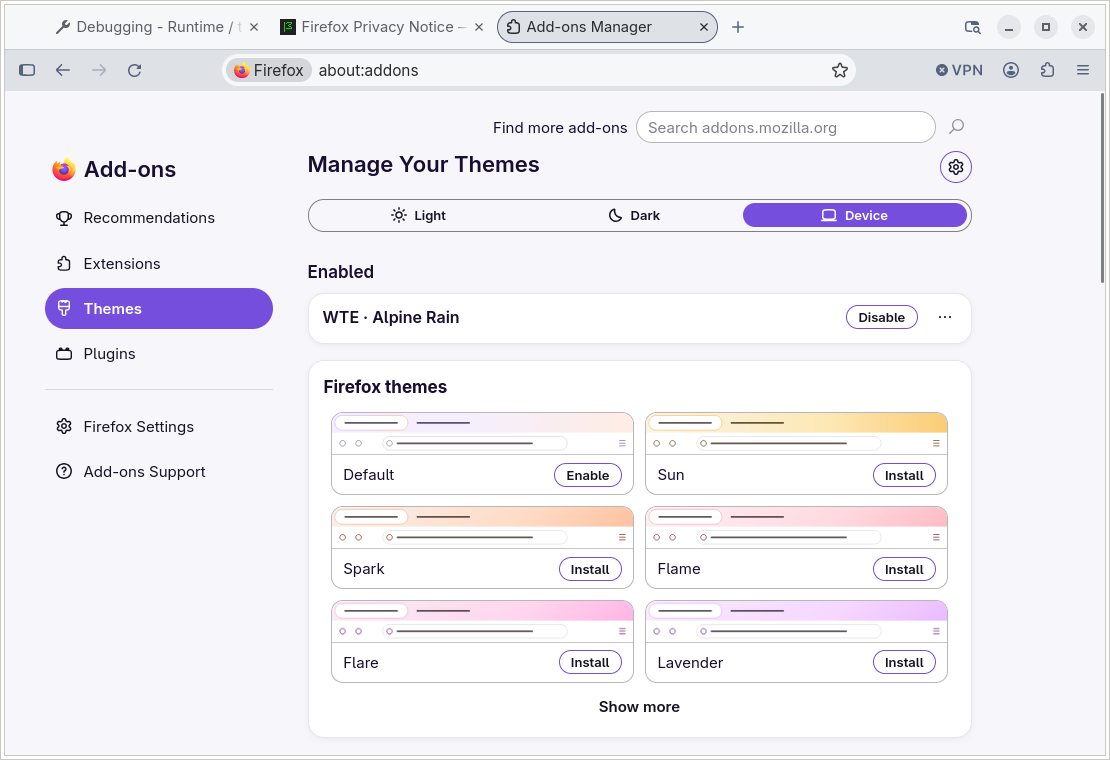 Debugging - Runtime /
Firefox Privacy Notice
Add-ons Manager
Firefox
about:addons
VPN
Find more add-ons
Search addons.mozilla.org
Add-ons
Manage Your Themes
Recommendations
Light
Dark
Device
Extensions
Enabled
Themes
WTE · Alpine Rain
Disable
Plugins
Firefox themes
Firefox Settings
Add-ons Support
Default
Enable
Sun
Install
Spark
Install
Flame
Install
Flare
Install
Lavender
Install
Show more